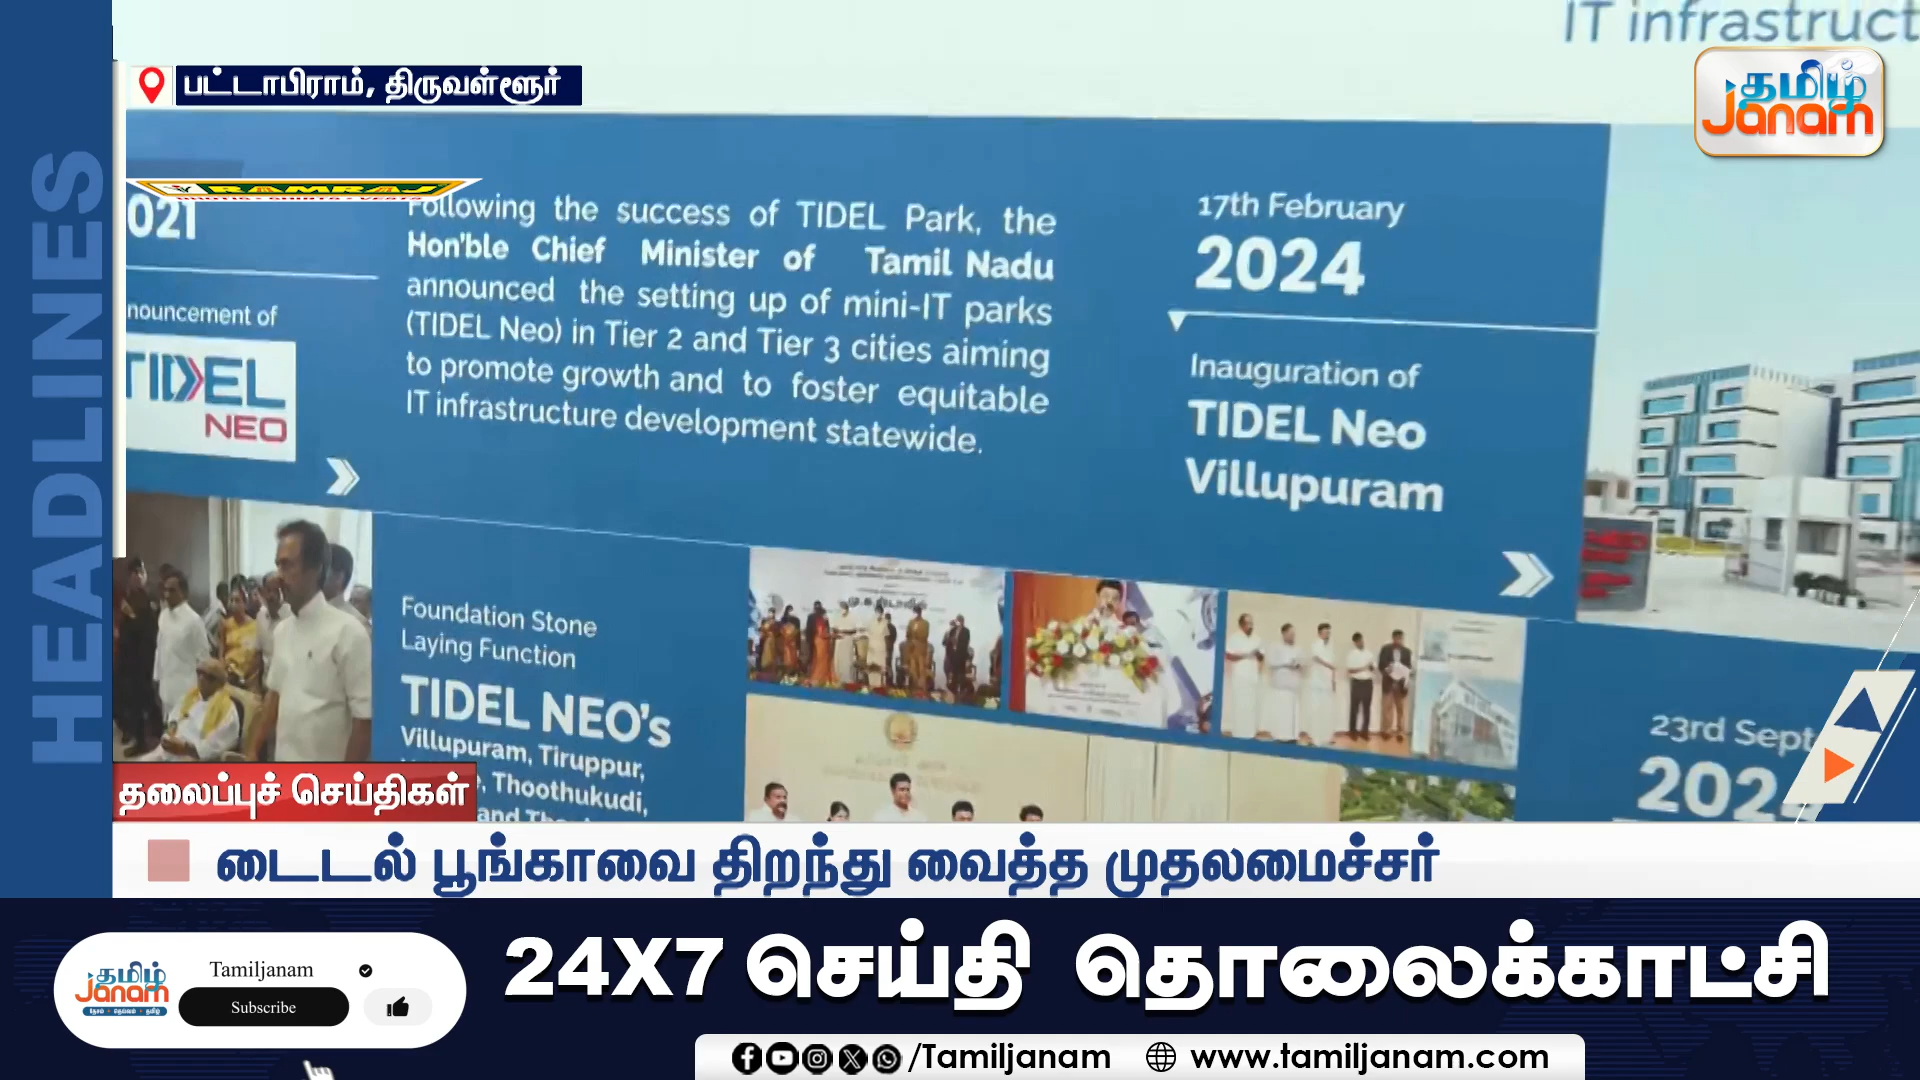 IT infrastruct
பட்டாபிராம், திருவள்ளூர்
தமிழ்
Janam
HEADLINES
RAMRAJ
021
Following the success of TIDEL Park, the
Hon'ble Chief Minister of Tamil Nadu
announced the setting up of mini-IT parks
(TIDEL Neo) in Tier 2 and Tier 3 cities aiming
to promote growth and to foster equitable
IT infrastructure development statewide.
17th February
2024
nouncement of
TIDEL
NEO
Inauguration of
TIDEL Neo
Villupuram
Foundation Stone
Laying Function
TIDEL NEO's
Villupuram, Tiruppur,
Thoothukudi,
and
23rd Sept
202
தலைப்புச் செய்திகள்
டைடல் பூங்காவை திறந்து வைத்த முதலமைச்சர்
தமிழ்
Janam
Tamiljanam
Subscribe
24X7 செய்தி தொலைக்காட்சி
/Tamiljanam www.tamiljanam.com